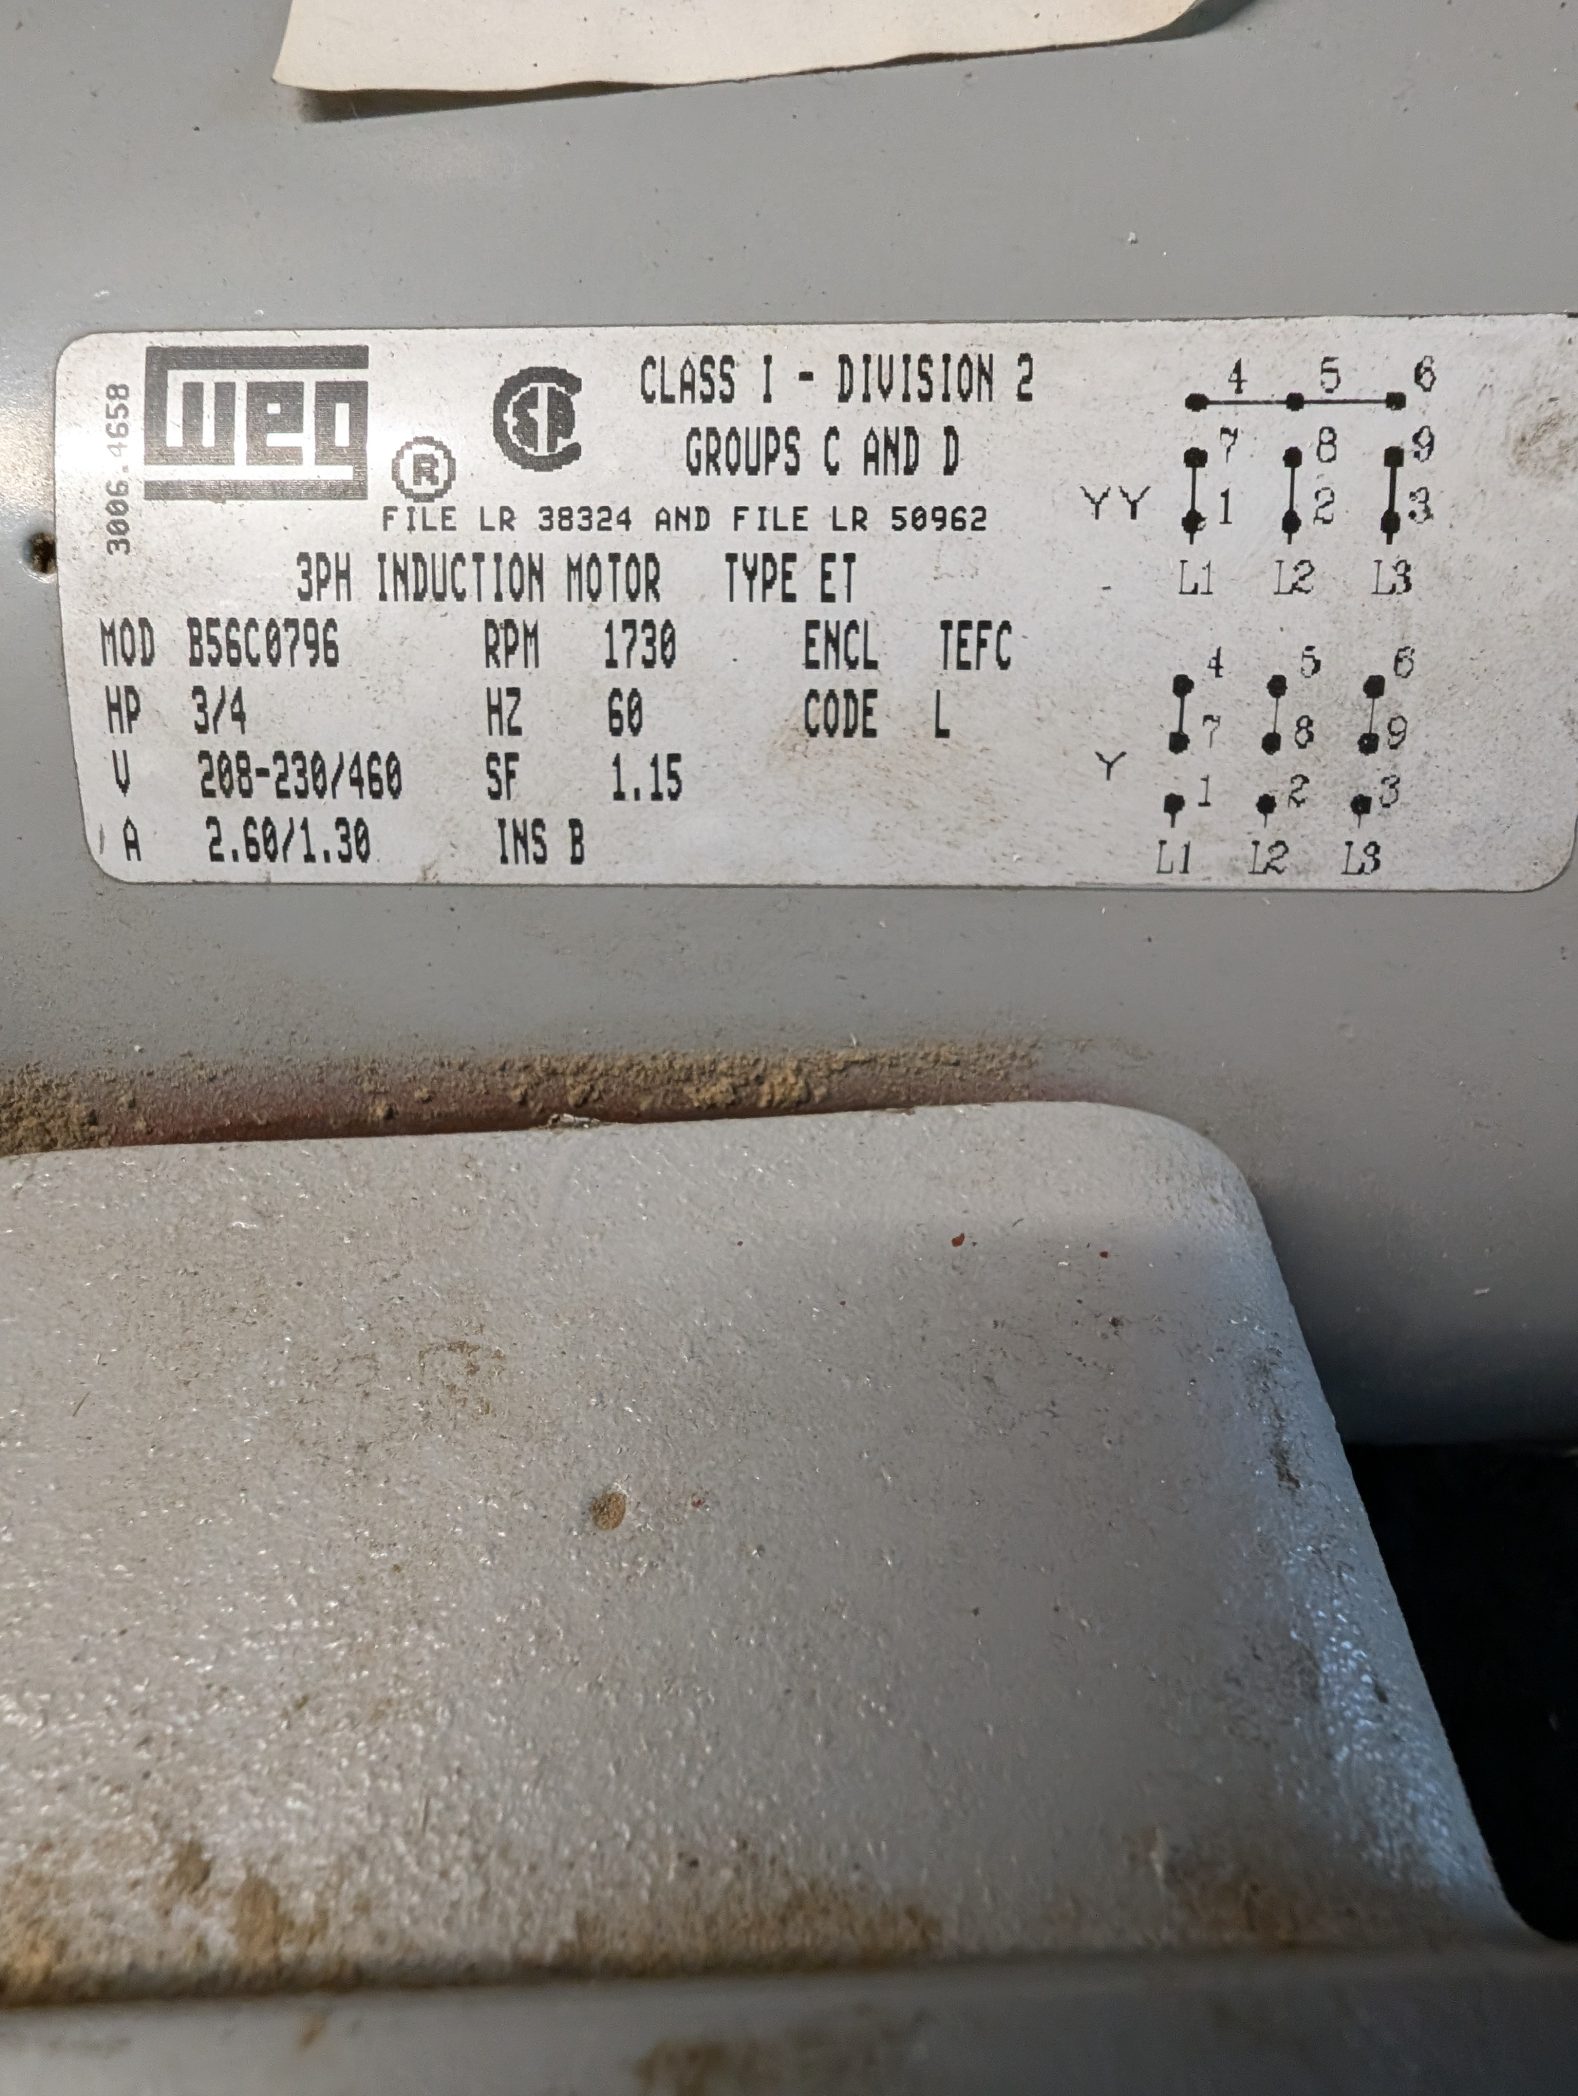 3006.4658
WEG ®
CLASS I - DIVISION 2
GROUPS C AND D
FILE LR 38324 AND FILE LR 50962
3PH INDUCTION MOTOR TYPE ET
MOD B56C0796 RPM 1730 ENCL TEFC
HP 3/4 HZ 60 CODE L
V 208-230/460 SF 1.15
A 2.60/1.30 INS B
4 5 6
7 8 9
YY 1 2 3
L1 L2 L3
4 5 6
7 8 9
Y 1 2 3
L1 L2 L3